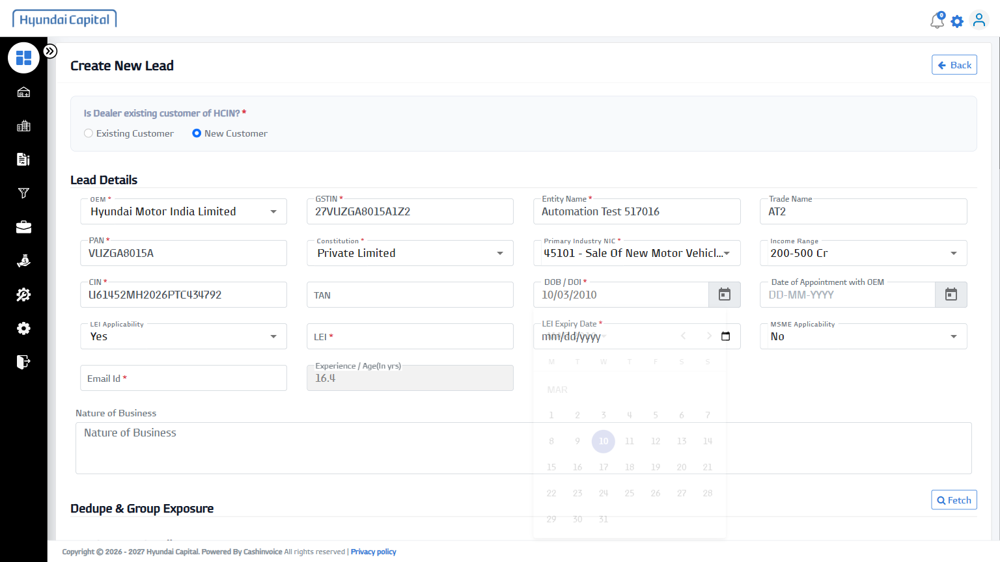 Hyundai Capital
0
Create New Lead
Back
Is Dealer existing customer of HCIN? *
Existing Customer
New Customer
Lead Details
OEM *
Hyundai Motor India Limited
GSTIN *
27VUZGA8015A1Z2
Entity Name *
Automation Test 517016
Trade Name
AT2
PAN *
VUZGA8015A
Constitution *
Private Limited
Primary Industry NIC *
45101 - Sale Of New Motor Vehicl...
Income Range
200-500 Cr
CIN *
U61452MH2026PTC434792
TAN
DOB / DOI *
10/03/2010
Date of Appointment with OEM
DD-MM-YYYY
LEI Applicability
Yes
LEI *
LEI Expiry Date *
mm/dd/yyyy
MSME Applicability
No
Email Id *
Experience / Age(In yrs)
16.4
M T W T F S S
MAR
1 2 3 4 5 6 7
8 9 10 11 12 13 14
15 16 17 18 19 20 21
22 23 24 25 26 27 28
29 30 31
Nature of Business
Nature of Business
Dedupe & Group Exposure
Fetch
Copyright © 2026 - 2027 Hyundai Capital. Powered By Cashinvoice All rights reserved | Privacy policy